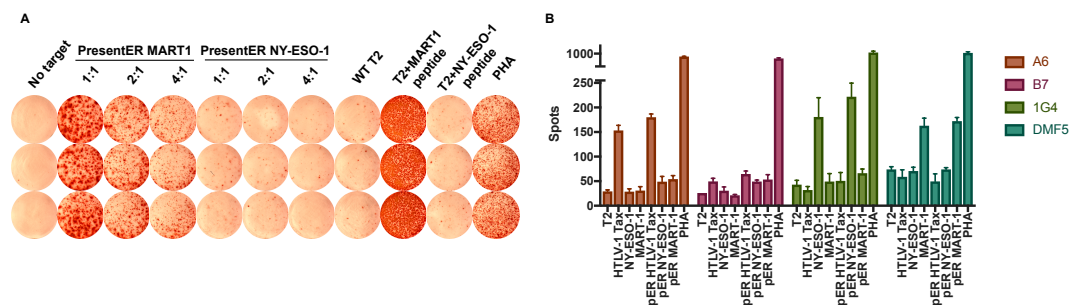 A
No target
PresentER MART1
1:1
2:1
4:1
PresentER NY-ESO-1
1:1
2:1
4:1
WT T2
T2+MART1
peptide
T2+NY-ESO-1
peptide
PHA
B
Spots
1000
250
200
150
100
50
0
T2
HTLV-1 Tax
NY-ESO-1
MART-1
pER HTLV-1 Tax
pER NY-ESO-1
pER MART-1
PHA
T2
HTLV-1 Tax
NY-ESO-1
MART-1
pER HTLV-1 Tax
pER NY-ESO-1
pER MART-1
PHA
T2
HTLV-1 Tax
NY-ESO-1
MART-1
pER HTLV-1 Tax
pER NY-ESO-1
pER MART-1
PHA
T2
HTLV-1 Tax
NY-ESO-1
MART-1
pER HTLV-1 Tax
pER NY-ESO-1
pER MART-1
PHA
A6
B7
1G4
DMF5